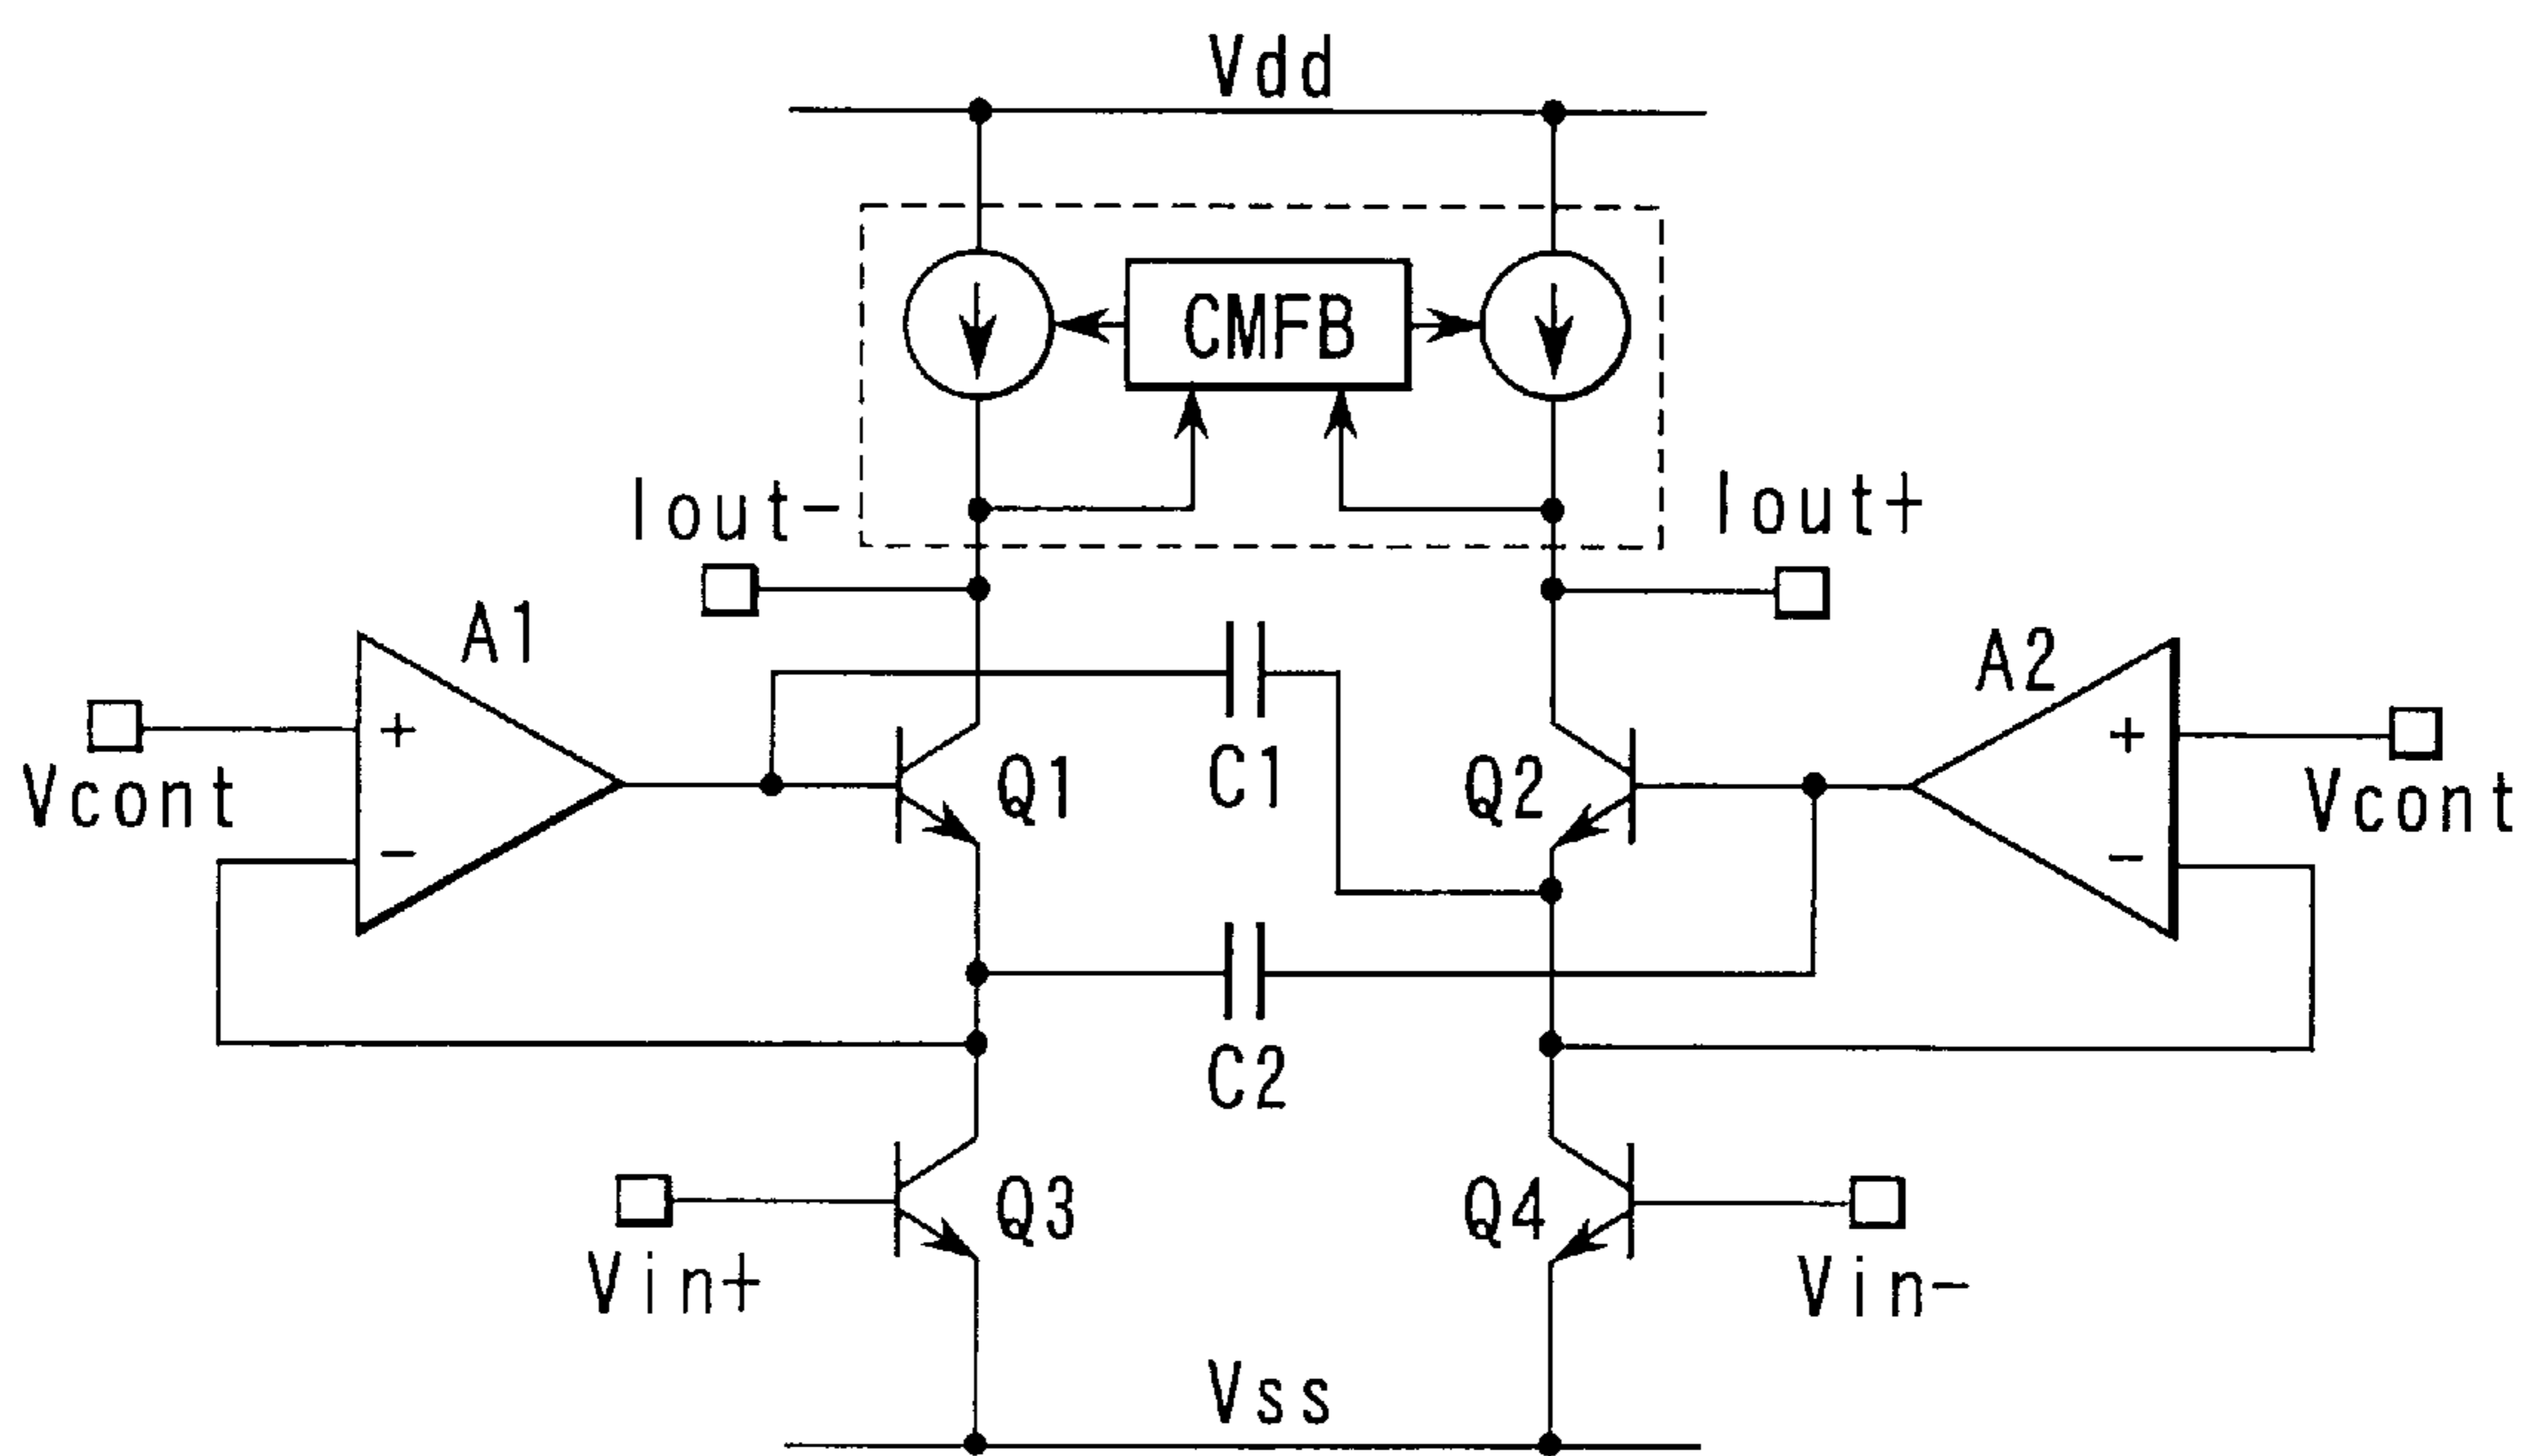 Vdd
CMFB
Iout-
Iout+
A1
A2
+
+
Vcont
Q1
C1
Q2
Vcont
-
-
C2
Q3
Q4
Vin+
Vin-
Vss